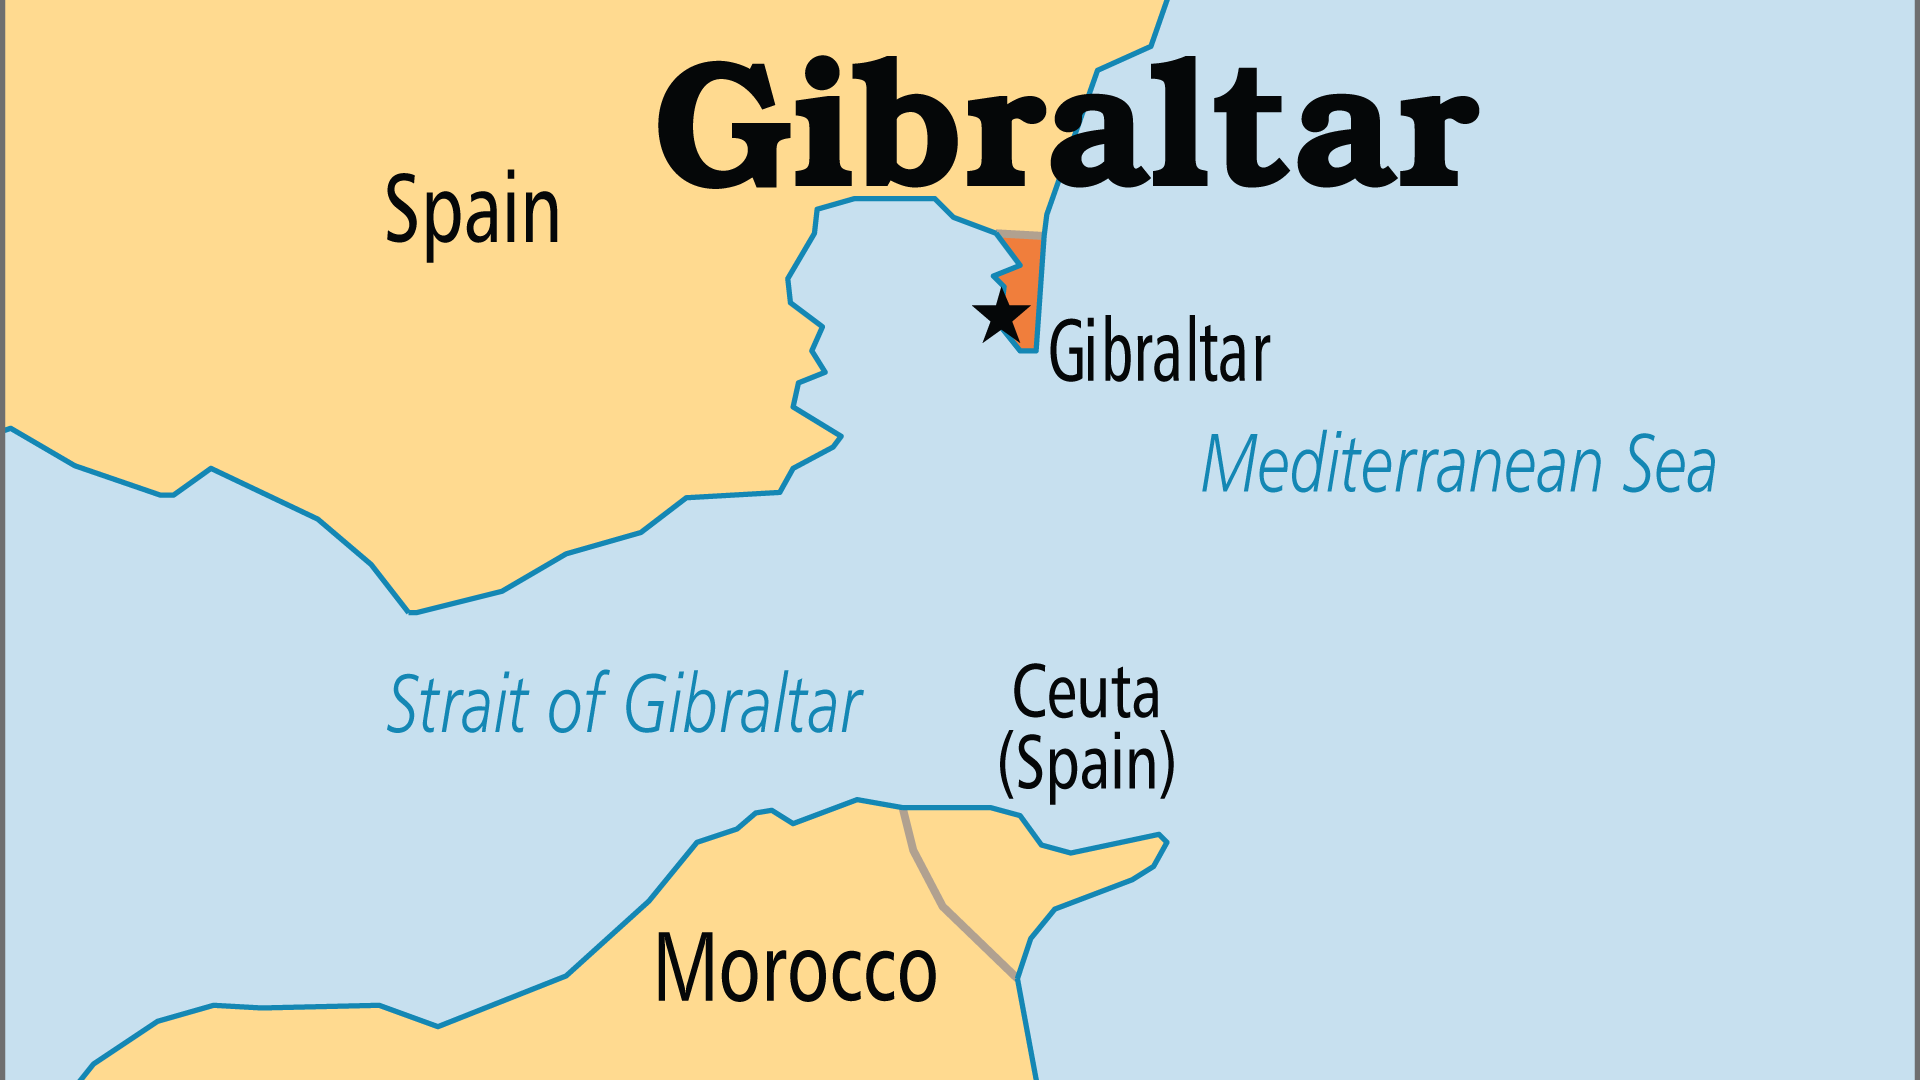 Gibraltar
Spain
Gibraltar
Mediterranean Sea
Strait of Gibraltar
Ceuta
(Spain)
Morocco